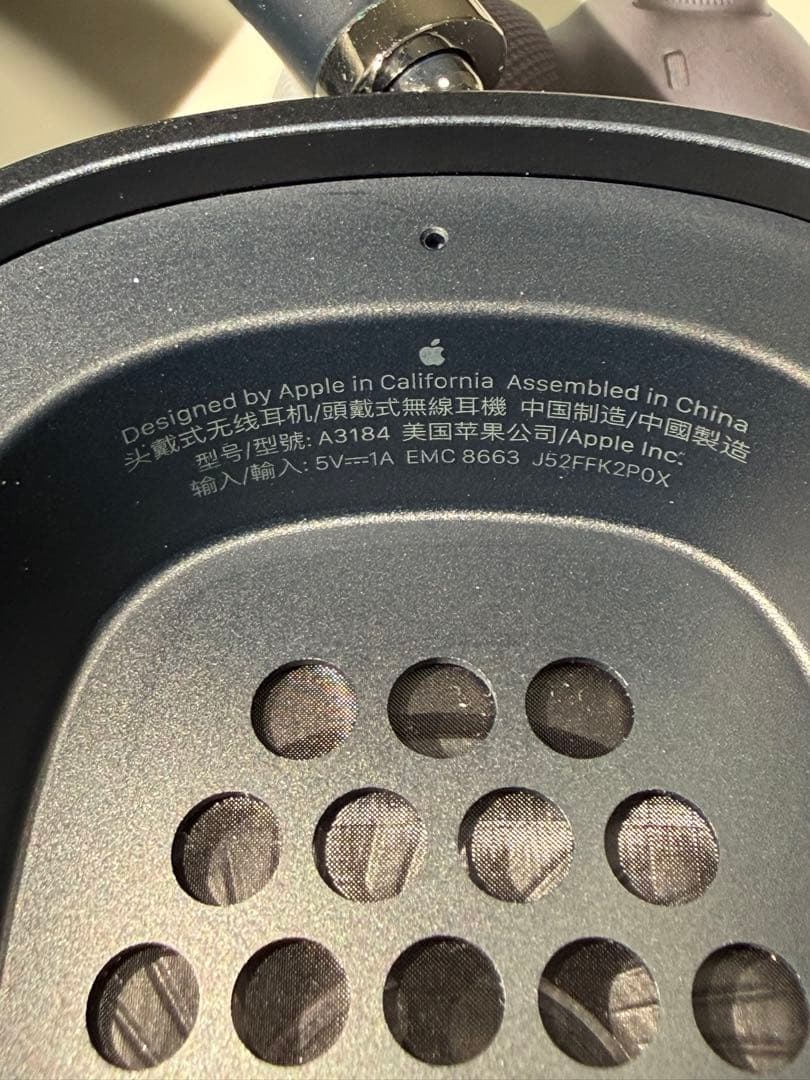 Designed by Apple in California Assembled in China
头戴式无线耳机/頭戴式無線耳機 中国制造/中國製造
型号/型號: A3184 美国苹果公司/Apple Inc.
输入/輸入: 5V⎓1A EMC 8663 J52FFK2P0X